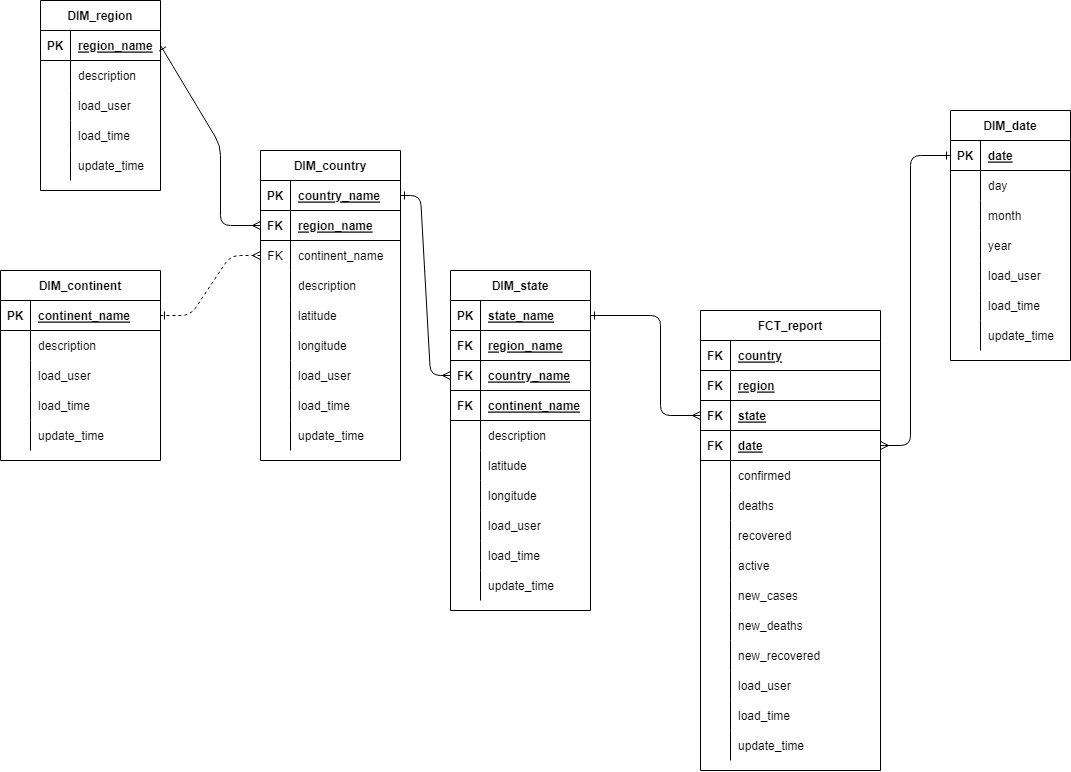 DIM_region
PK region_name
description
load_user
load_time
update_time
DIM_continent
PK continent_name
description
load_user
load_time
update_time
DIM_country
PK country_name
FK region_name
FK continent_name
description
latitude
longitude
load_user
load_time
update_time
DIM_state
PK state_name
FK region_name
FK country_name
FK continent_name
description
latitude
longitude
load_user
load_time
update_time
FCT_report
FK country
FK region
FK state
FK date
confirmed
deaths
recovered
active
new_cases
new_deaths
new_recovered
load_user
load_time
update_time
DIM_date
PK date
day
month
year
load_user
load_time
update_time